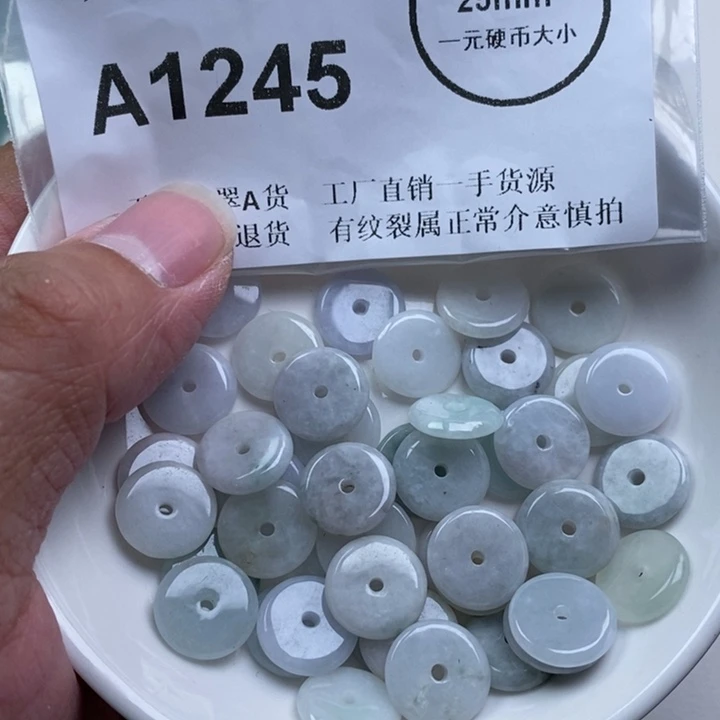 25mm
一元硬币大小
A1245
翠A货 工厂直销一手货源
退货 有纹裂属正常介意慎拍